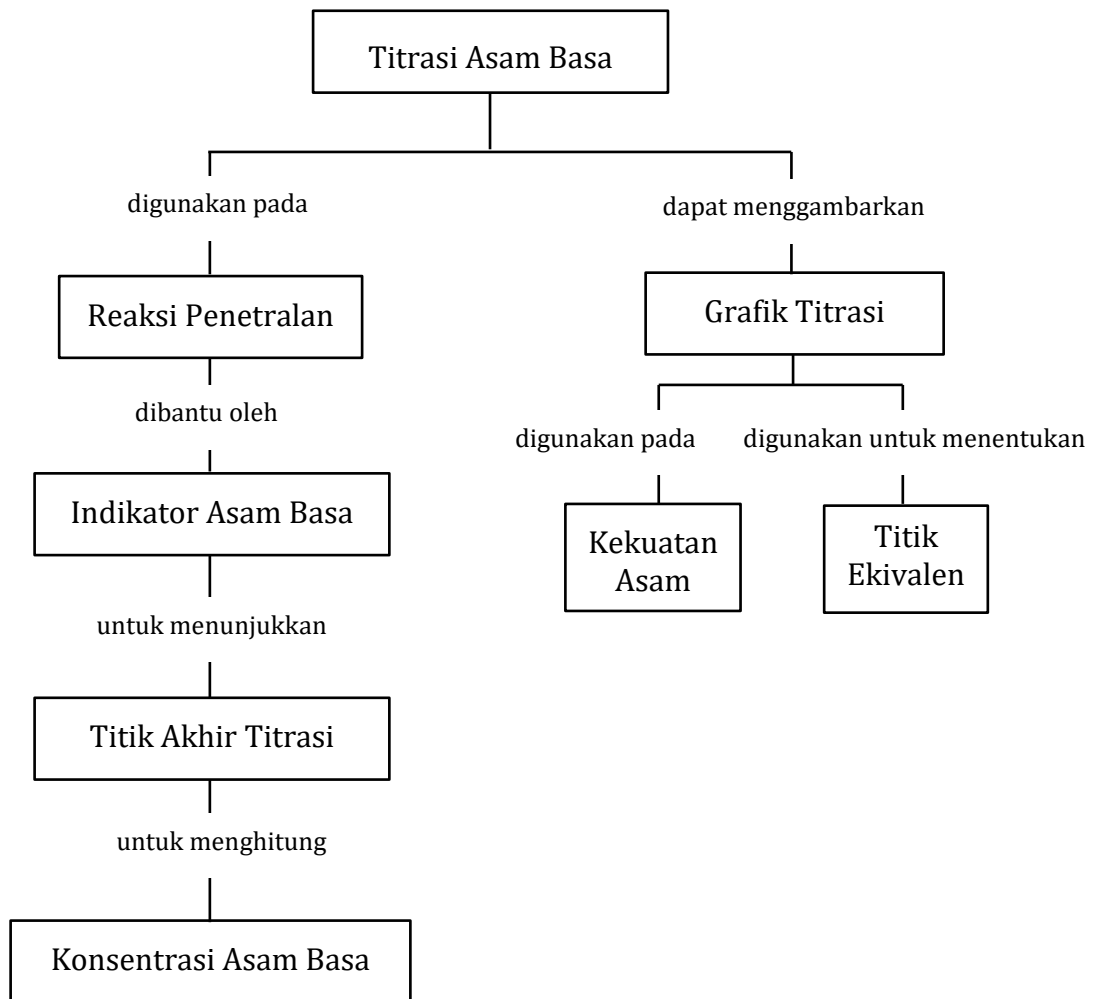 Titrasi Asam Basa
digunakan pada
dapat menggambarkan
Reaksi Penetralan
Grafik Titrasi
dibantu oleh
digunakan pada
digunakan untuk menentukan
Indikator Asam Basa
Kekuatan
Asam
Titik
Ekivalen
untuk menunjukkan
Titik Akhir Titrasi
untuk menghitung
Konsentrasi Asam Basa